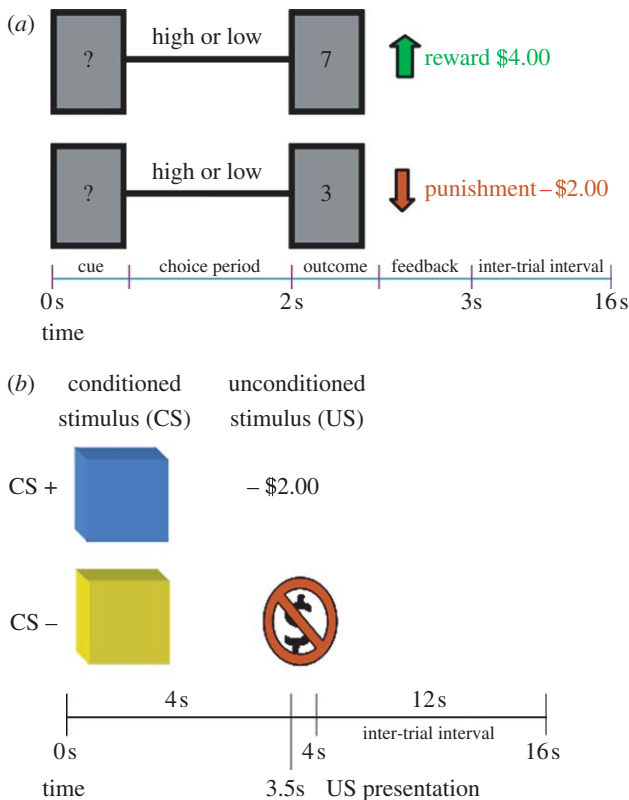 (a)
high or low
? 7 reward $4.00
high or low
? 3 punishment – $2.00
cue choice period outcome feedback inter-trial interval
0 s 2 s 3 s 16 s
time
(b) conditioned unconditioned
stimulus (CS) stimulus (US)
CS + – $2.00
CS – $
4 s 12 s
inter-trial interval
0 s 4 s 16 s
time 3.5s US presentation